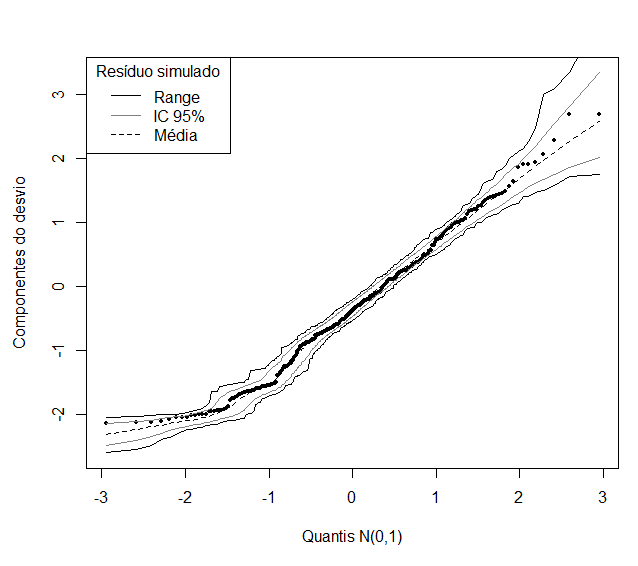 Resíduo simulado
Range
IC 95%
Média
Componentes do desvio
3
2
1
0
-1
-2
-3 -2 -1 0 1 2 3
Quantis N(0,1)